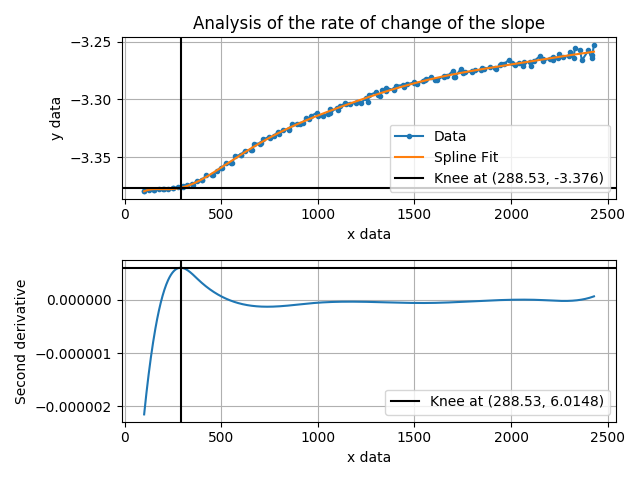 Analysis of the rate of change of the slope
−3.25
−3.30
−3.35
y data
Data
Spline Fit
Knee at (288.53, -3.376)
0 500 1000 1500 2000 2500
x data
0.000000
−0.000001
−0.000002
Second derivative
Knee at (288.53, 6.0148)
0 500 1000 1500 2000 2500
x data